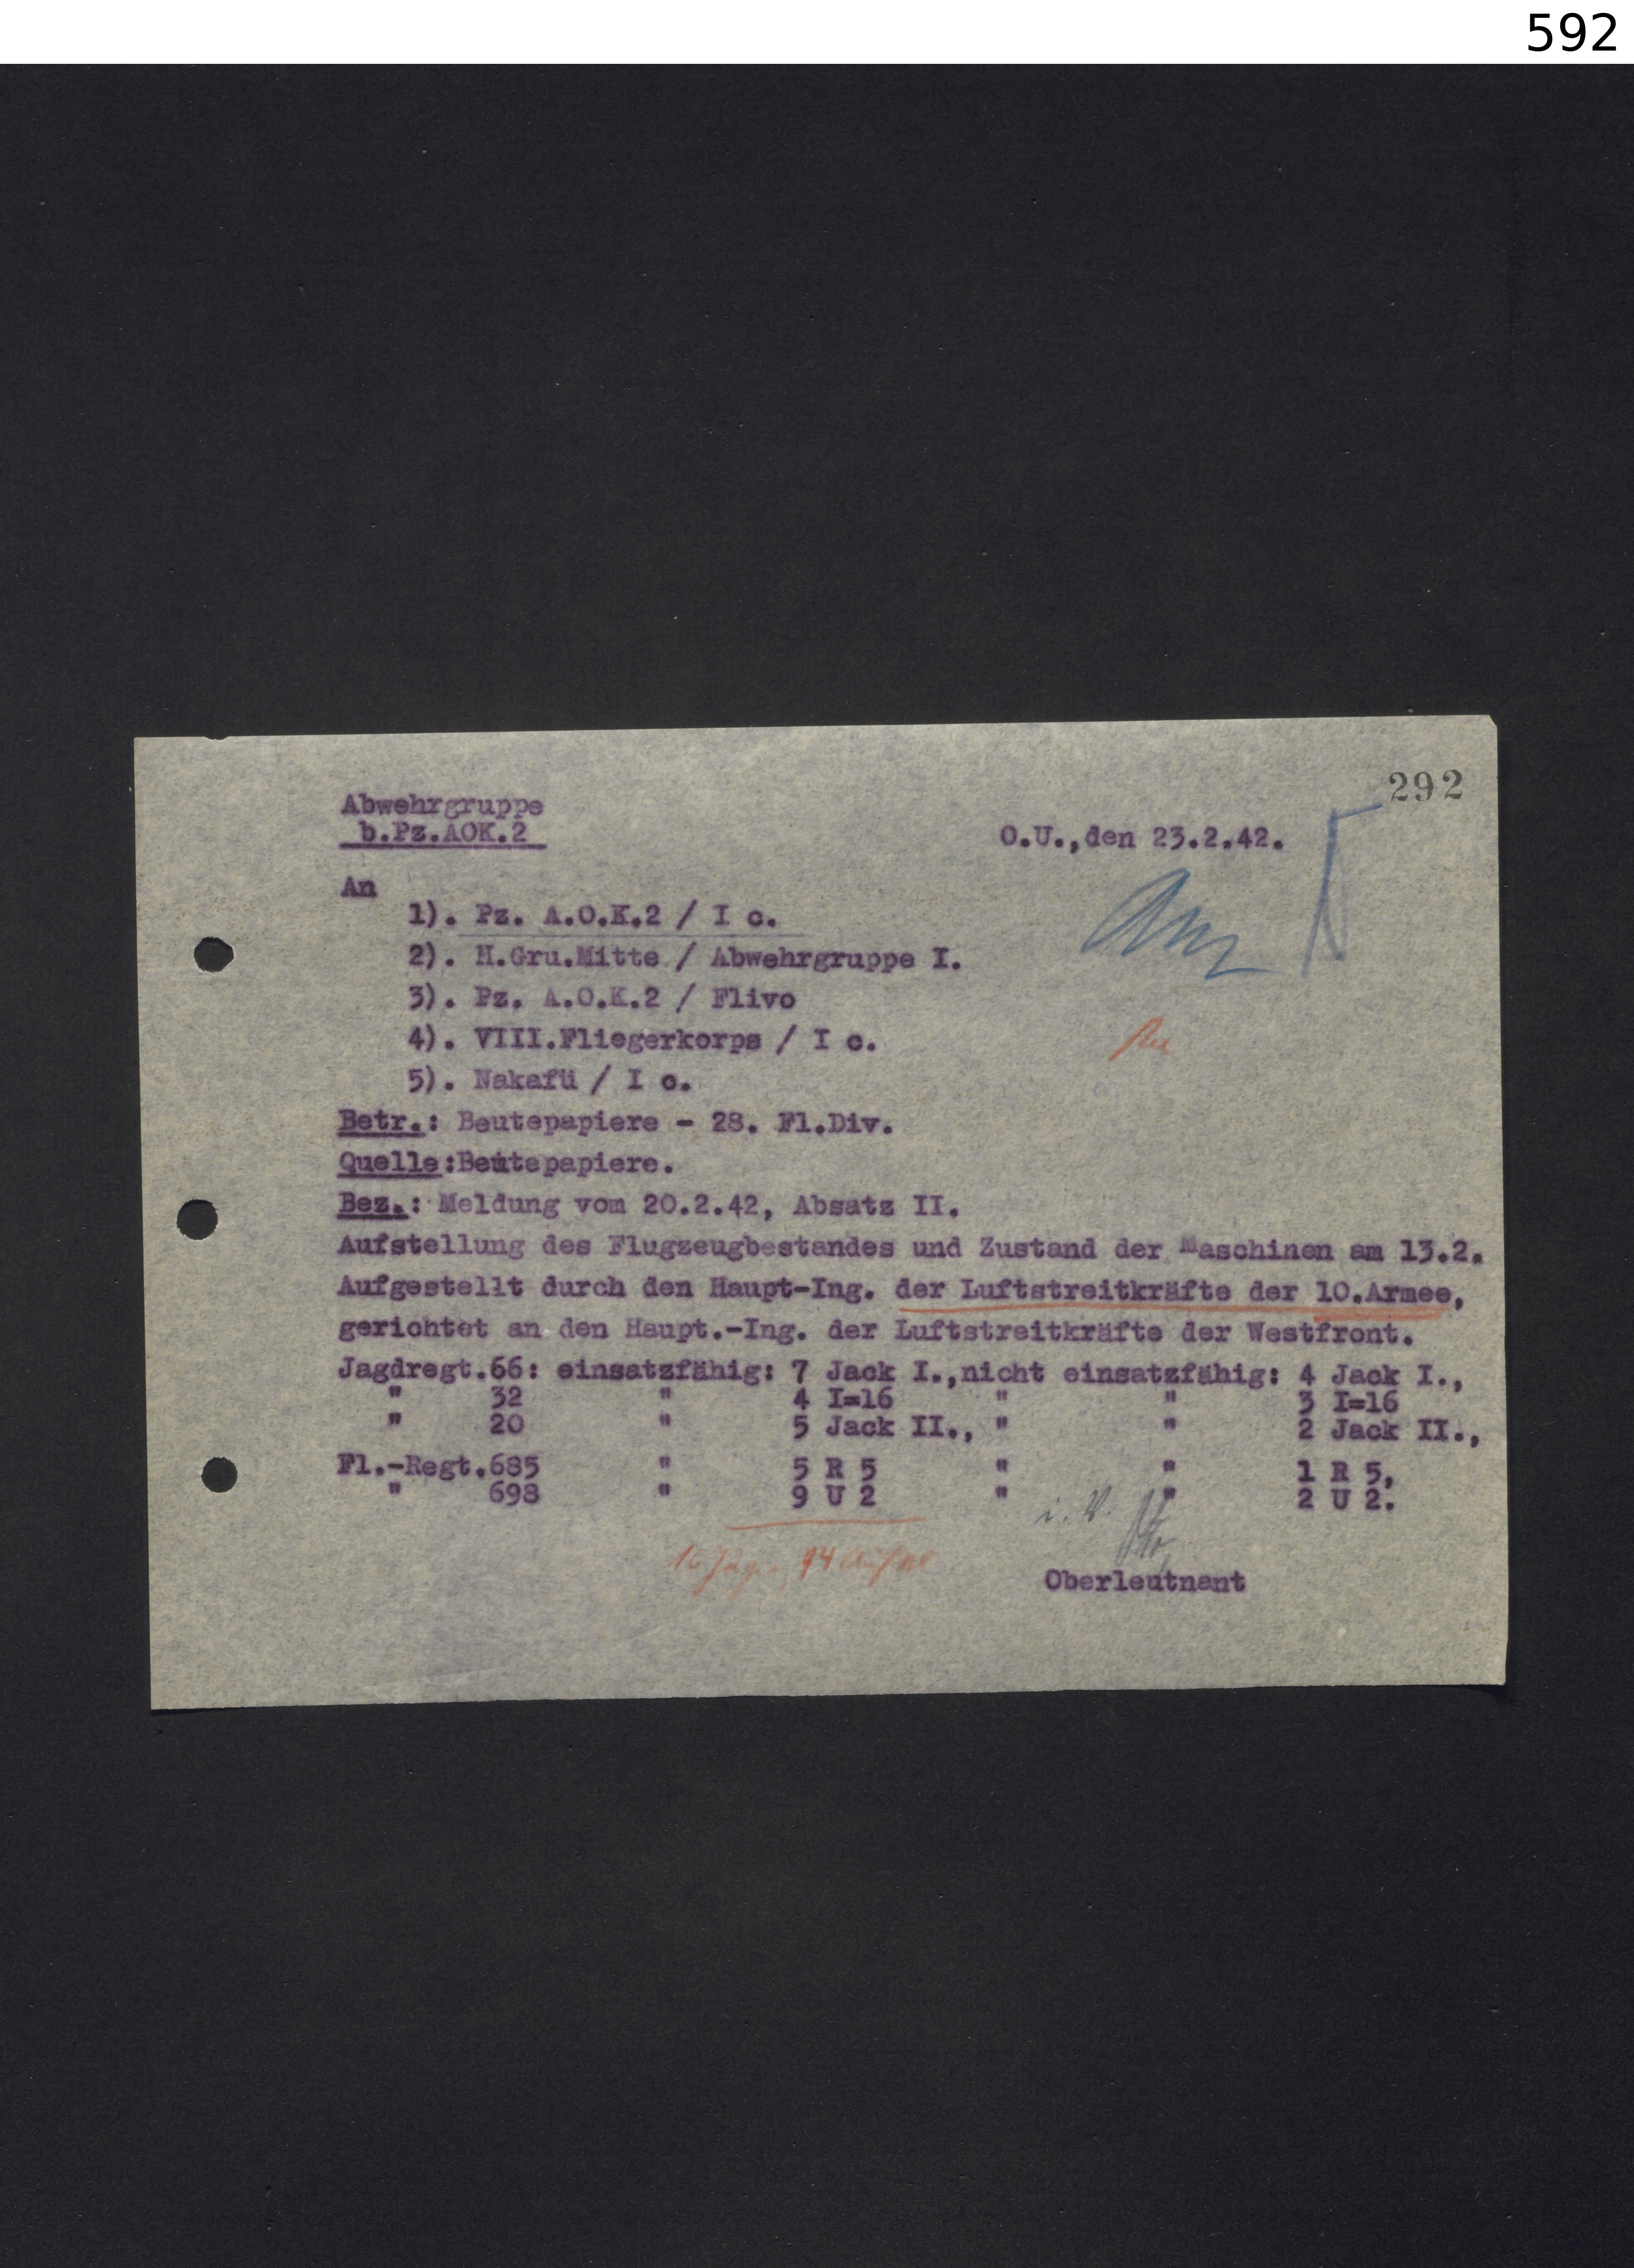 592
292
Abwehrgruppe
b.Pz.AOK.2
O.U.,den 23.2.42.
An
1). Pz. A.O.K.2 / I c.
2). H.Gru.Mitte / Abwehrgruppe I.
3). Pz. A.O.K.2 / Flivo
4). VIII.Fliegerkorps / I c.
5). Nakafü / I c.
Betr.: Beutepapiere - 28. Fl.Div.
Quelle:Beutepapiere.
Bez.: Meldung vom 20.2.42, Absatz II.
Aufstellung des Flugzeugbestandes und Zustand der Maschinen am 13.2.
Aufgestellt durch den Haupt-Ing. der Luftstreitkräfte der 10.Armee,
gerichtet an den Haupt.-Ing. der Luftstreitkräfte der Westfront.
Jagdregt.66: einsatzfähig: 7 Jack I.,nicht einsatzfähig: 4 Jack I.,
" 32 " 4 I=16 " " 3 I=16
" 20 " 5 Jack II., " " 2 Jack II.,
Fl.-Regt.685 " 5 R 5 " " 1 R 5,
" 698 " 9 U 2 " " 2 U 2.
i. V.
16 Jäger, 14
Oberleutnant